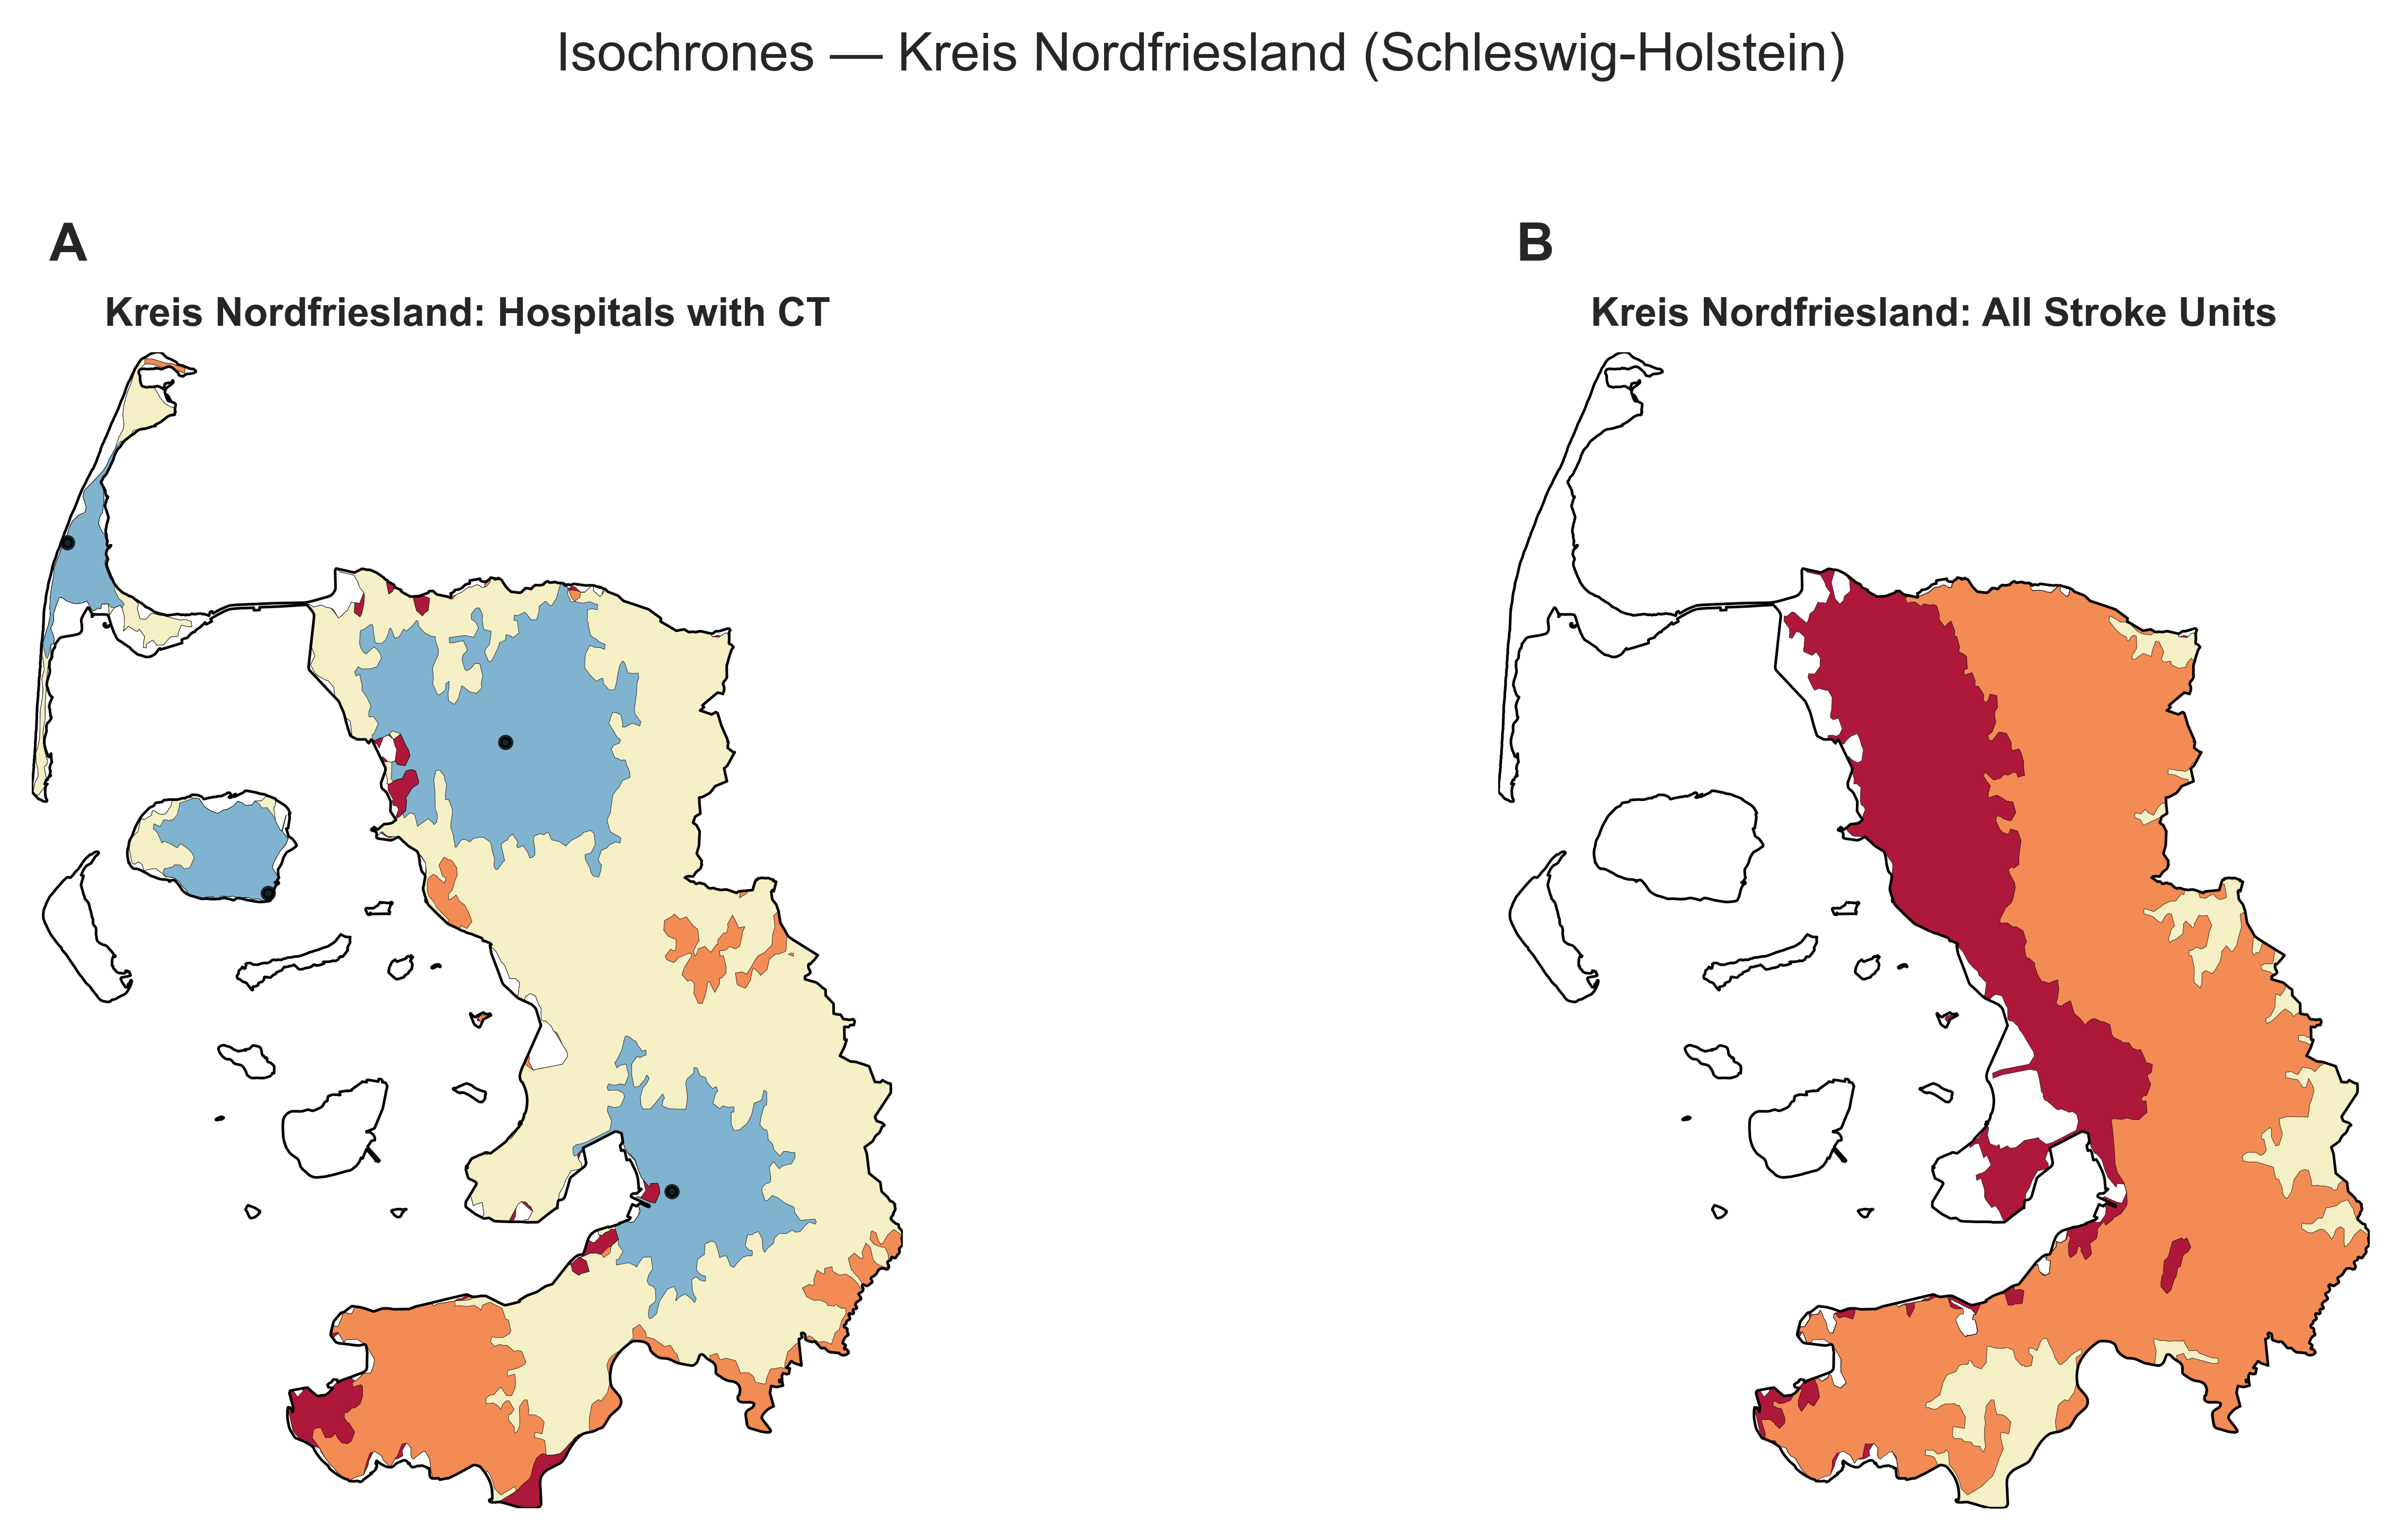 Isochrones — Kreis Nordfriesland (Schleswig-Holstein)
A
Kreis Nordfriesland: Hospitals with CT
B
Kreis Nordfriesland: All Stroke Units